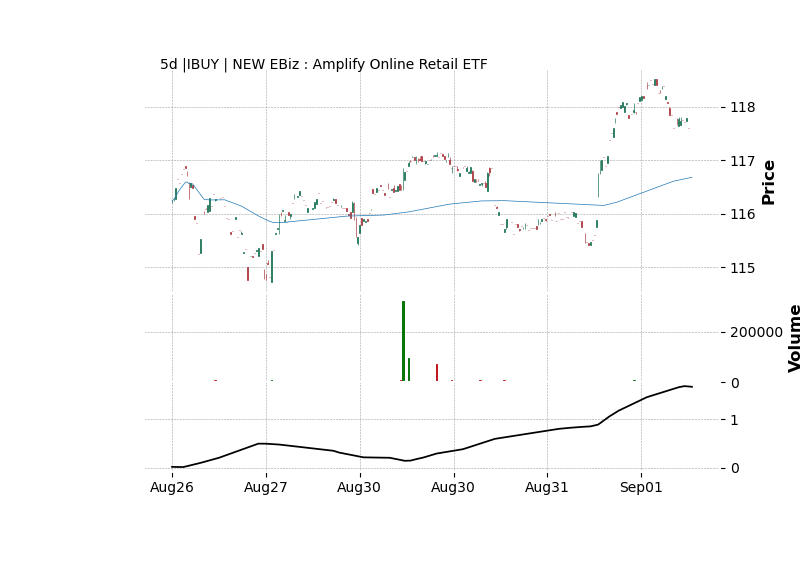 5d |IBUY | NEW EBiz : Amplify Online Retail ETF
118
117
116
115
Price
200000
0
Volume
1
0
Aug26 Aug27 Aug30 Aug30 Aug31 Sep01